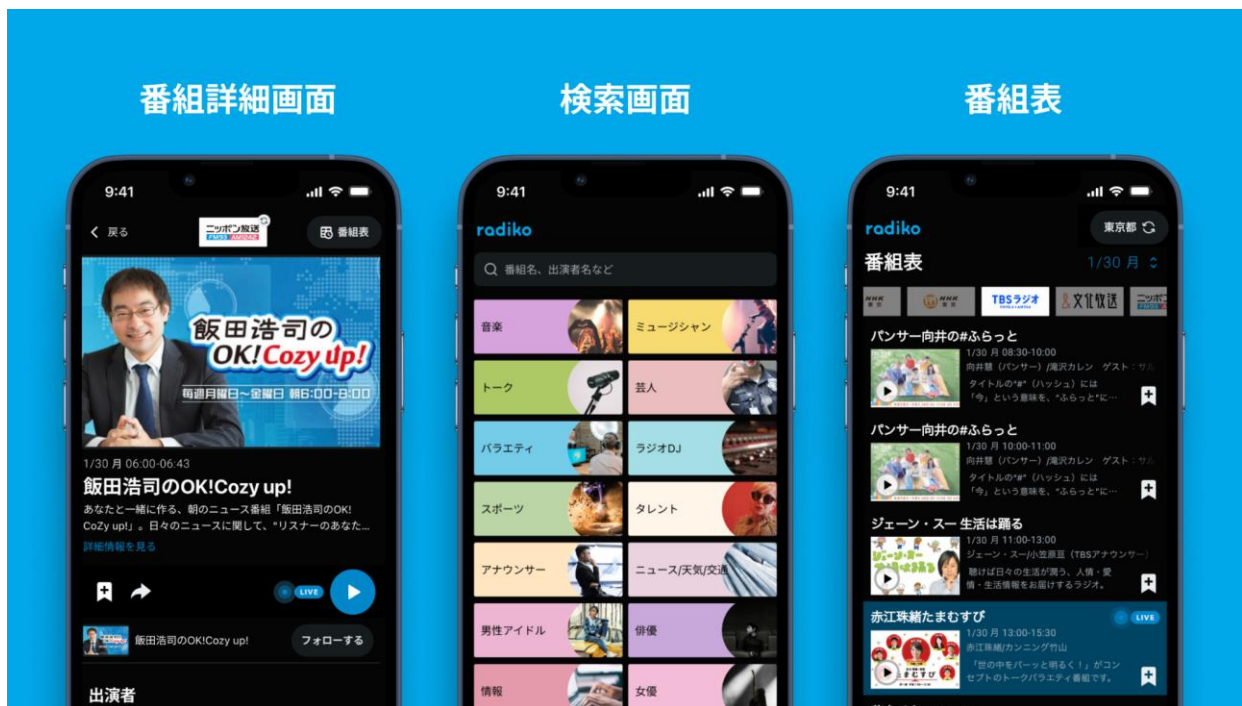 番組詳細画面
9:41
戻る
ニッポン放送
FM93 AM1242
番組表
飯田浩司の
OK! Cozy up!
毎週月曜日〜金曜日 朝6:00-8:00
1/30 月 06:00-06:43
飯田浩司のOK!Cozy up!
あなたと一緒に作る、朝のニュース番組「飯田浩司のOK!
CoZy up!」。日々のニュースに関して、"リスナーのあなた...
詳細情報を見る
LIVE
飯田浩司のOK!Cozy up!
フォローする
出演者
検索画面
9:41
radiko
番組名、出演者名など
音楽
ミュージシャン
トーク
芸人
バラエティ
ラジオDJ
スポーツ
タレント
アナウンサー
ニュース/天気/交通
男性アイドル
俳優
情報
女優
番組表
9:41
radiko
東京都
番組表
1/30 月
NHK
NHK
TBSラジオ
文化放送
ニッポン
パンサー向井の#ふらっと
1/30 月 08:30-10:00
向井慧(パンサー)/滝沢カレン ゲスト:サル
タイトルの"#"(ハッシュ)には
「今」という意味を、"ふらっと"に…
パンサー向井の#ふらっと
1/30 月 10:00-11:00
向井慧(パンサー)/滝沢カレン ゲスト:サル
タイトルの"#"(ハッシュ)には
「今」という意味を、"ふらっと"に…
ジェーン・スー 生活は踊る
1/30 月 11:00-13:00
ジェーン・スー/小笠原亘(TBSアナウンサー)
聴けば日々の生活が潤う、人情・愛
情・生活情報をお届けするラジオ。
赤江珠緒たまむすび
LIVE
1/30 月 13:00-15:30
赤江珠緒/カンニング竹山
「世の中をパーッと明るく!」がコン
セプトのトークバラエティ番組です。